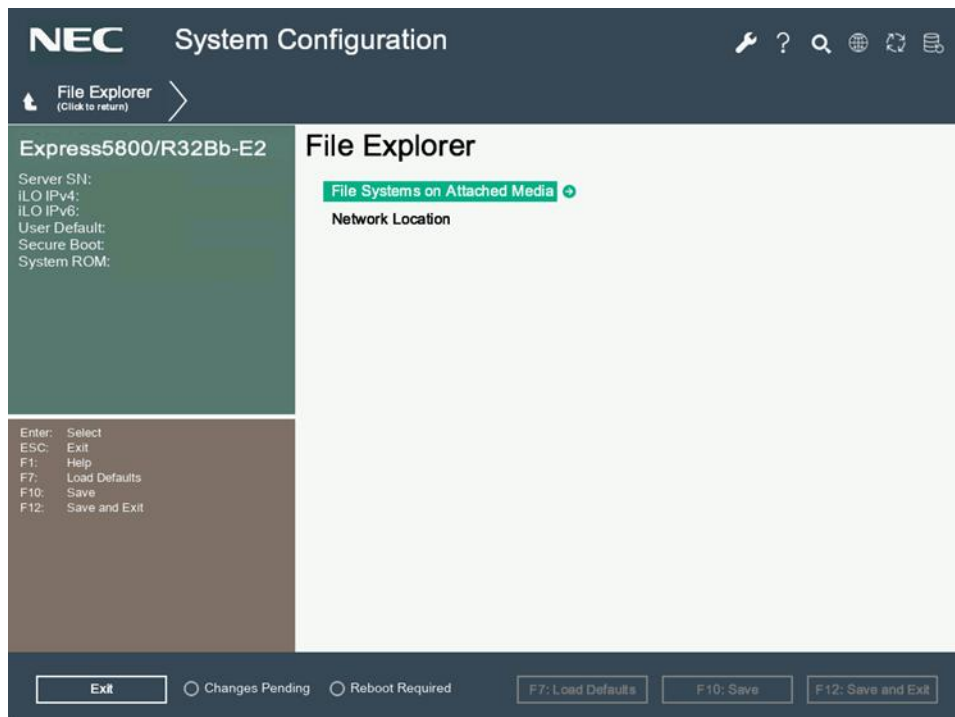 NEC System Configuration
File Explorer
(Click to return)
Express5800/R32Bb-E2
Server SN:
iLO IPv4:
iLO IPv6:
User Default:
Secure Boot:
System ROM:
Enter: Select
ESC: Exit
F1: Help
F7: Load Defaults
F10: Save
F12: Save and Exit
File Explorer
File Systems on Attached Media
Network Location
Exit
Changes Pending
Reboot Required
F7: Load Defaults
F10: Save
F12: Save and Exit